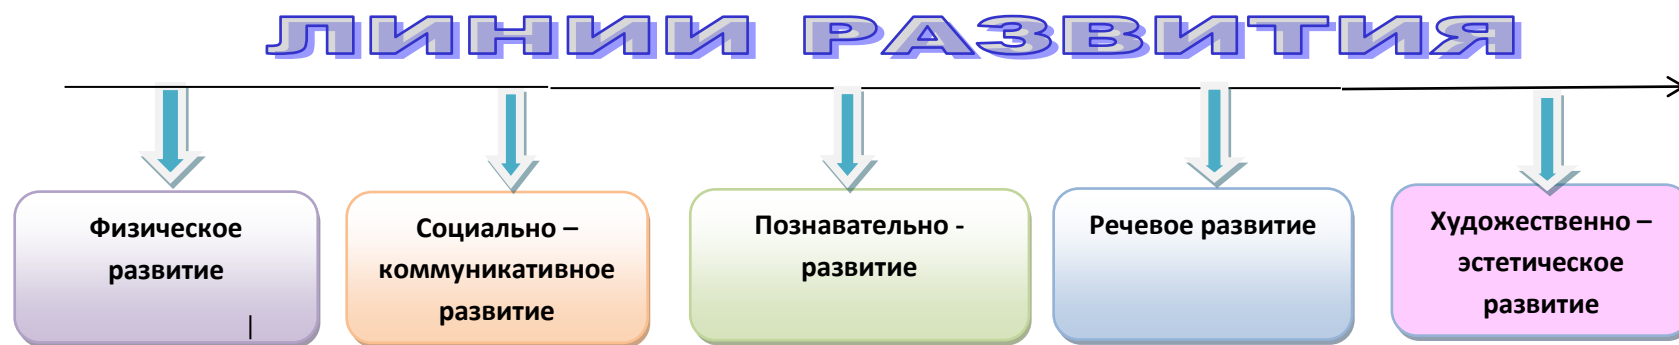 ЛИНИИ РАЗВИТИЯ
Физическое
развитие
Социально –
коммуникативное
развитие
Познавательно -
развитие
Речевое развитие
Художественно –
эстетическое
развитие